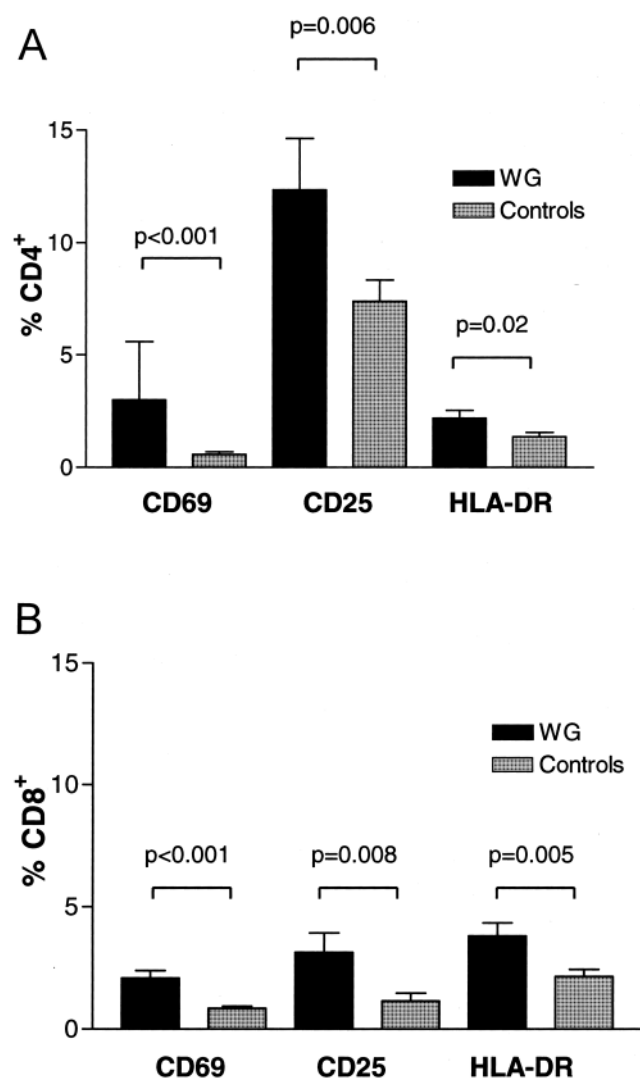 A
p=0.006
15
WG
Controls
p<0.001
10
p=0.02
5
0
% CD4+
CD69 CD25 HLA-DR
B
15
WG
Controls
10
p<0.001 p=0.008 p=0.005
5
0
% CD8+
CD69 CD25 HLA-DR